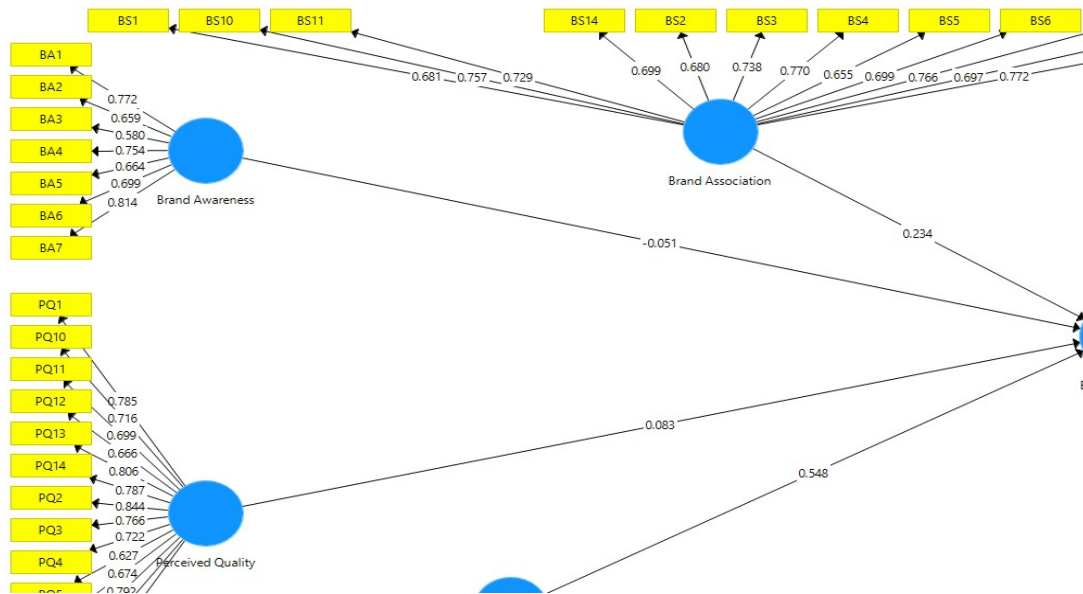 BS1 BS10 BS11 BS14 BS2 BS3 BS4 BS5 BS6
0.681 0.757 0.729 0.699 0.680 0.738 0.770 0.655 0.699 0.766 0.697 0.772
Brand Association
BA1
BA2
BA3
BA4
BA5
BA6
BA7
0.772
0.659
0.580
0.754
0.664
0.699
0.814
Brand Awareness
-0.051
0.234
PQ1
PQ10
PQ11
PQ12
PQ13
PQ14
PQ2
PQ3
PQ4
PQ5
0.785
0.716
0.699
0.666
0.806
0.787
0.844
0.766
0.722
0.627
0.674
0.792
Perceived Quality
0.083
0.548